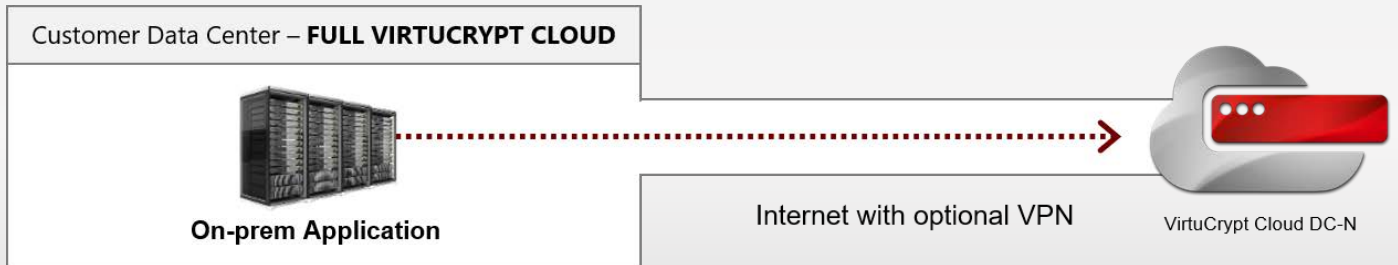 Customer Data Center – FULL VIRTUCRYPT CLOUD
On-prem Application
Internet with optional VPN
VirtuCrypt Cloud DC-N